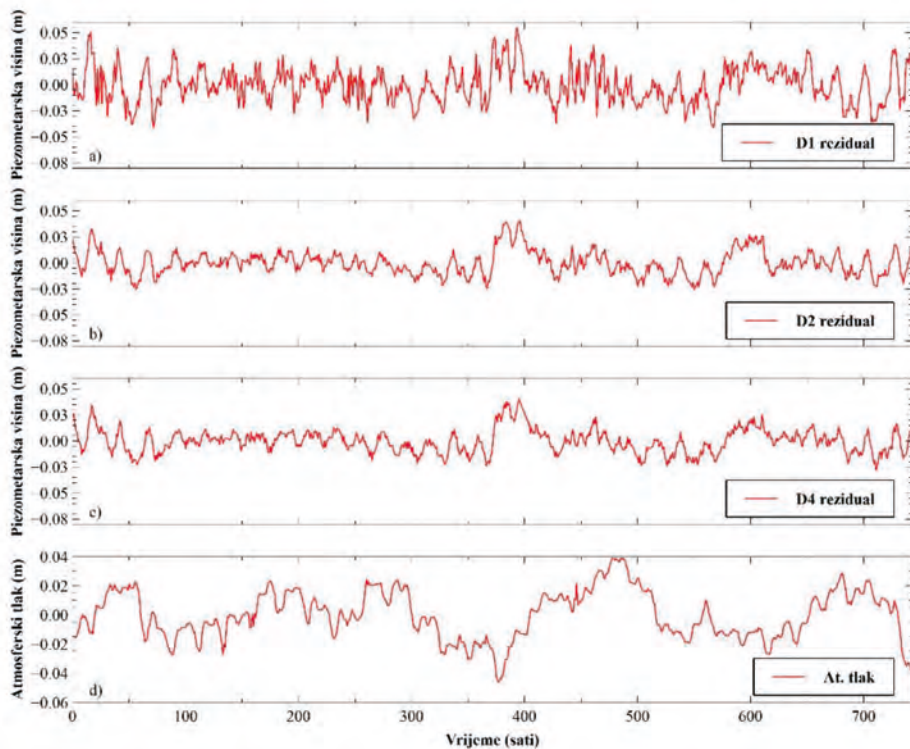 Piezometarska visina (m)
0.05
0.03
0.00
−0.03
−0.05
0.08
a)
D1 rezidual
Piezometarska visina (m)
0.05
0.03
0.00
−0.03
0.05
−0.08
b)
D2 rezidual
Piezometarska visina (m)
0.05
0.03
0.00
−0.03
0.05
−0.08
c)
D4 rezidual
Atmosferski tlak (m)
0.04
0.02
0.00
−0.02
−0.04
−0.06
d)
At. tlak
0 100 200 300 400 500 600 700
Vrijeme (sati)